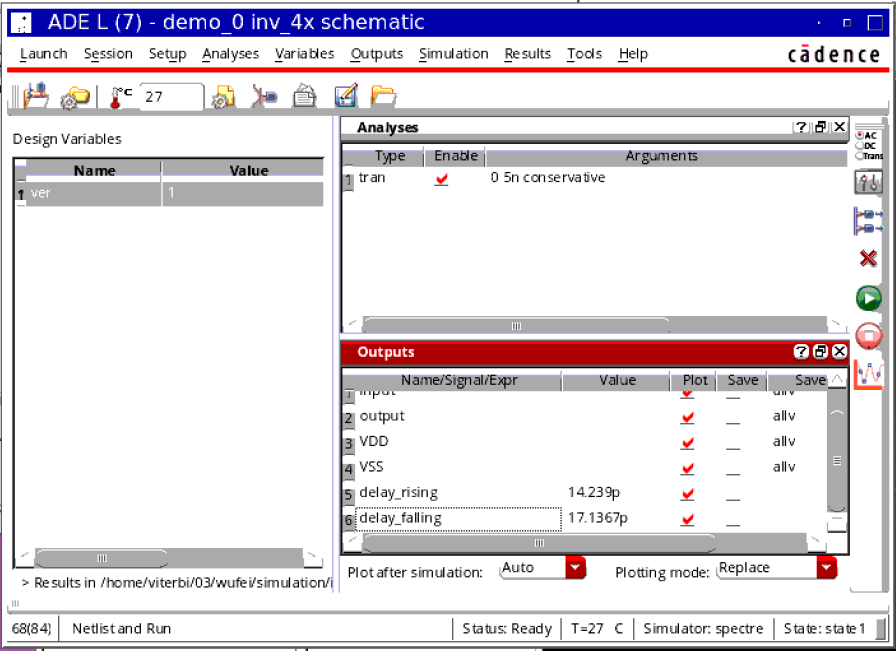 ADE L (7) - demo_0 inv_4x schematic
Launch Session Setup Analyses Variables Outputs Simulation Results Tools Help cādence
°C 27
Design Variables
Name Value
1 ver 1
Analyses
Type Enable Arguments
1 tran 0 5n conservative
AC
DC
Trans
Outputs
Name/Signal/Expr Value Plot Save Save
1 input allv
2 output allv
3 VDD allv
4 VSS allv
5 delay_rising 14.239p
6 delay_falling 17.1367p
> Results in /home/viterbi/03/wufei/simulation/i
Plot after simulation: Auto Plotting mode: Replace
68(84) Netlist and Run Status: Ready T=27 C Simulator: spectre State: state1